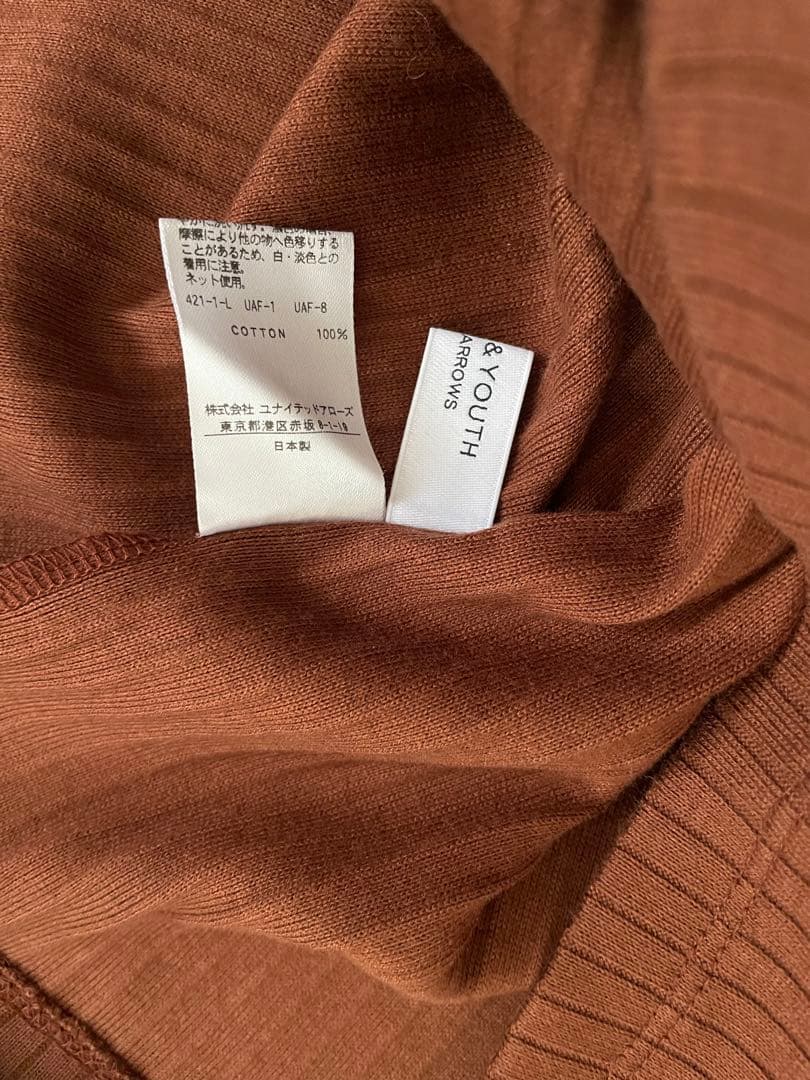 摩擦により他の物へ色移りする
ことがあるため、白・淡色との
着用に注意。
ネット使用。
421-1-L UAF-1 UAF-8
COTTON 100%
株式会社 ユナイテッドアローズ
東京都港区赤坂 8-1-19
日本製
& YOUTH
ARROWS